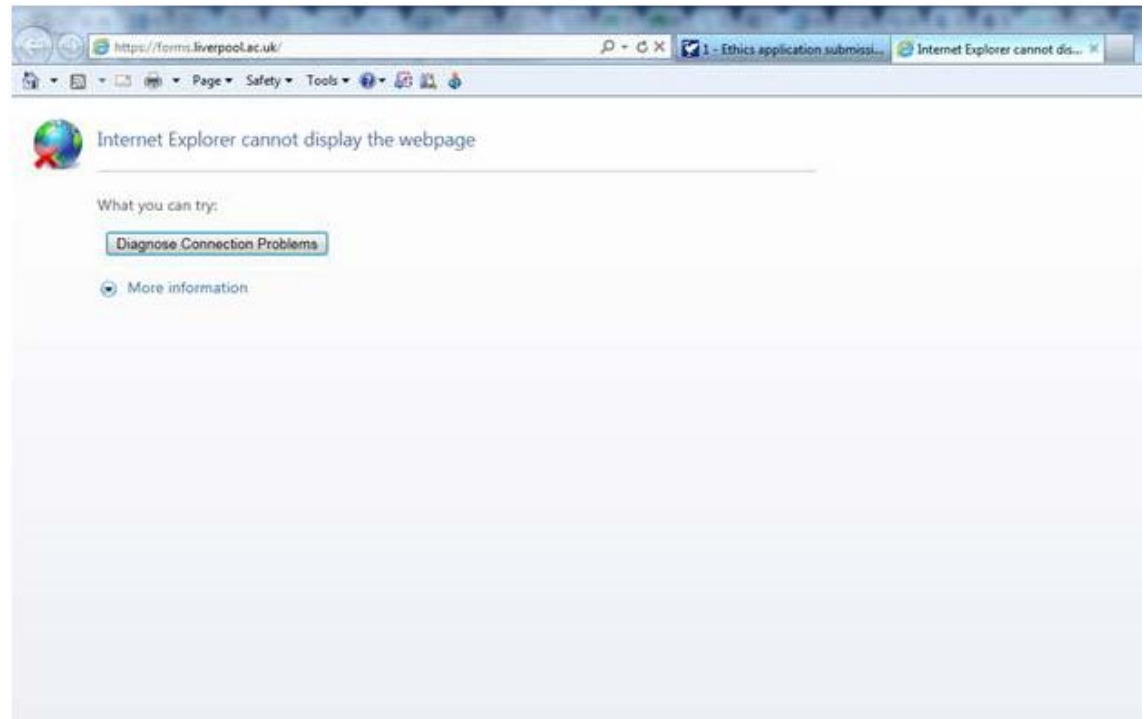 https://forms.liverpool.ac.uk/
1 - Ethics application submissi...
Internet Explorer cannot dis...
Page Safety Tools
Internet Explorer cannot display the webpage
What you can try:
Diagnose Connection Problems
More information